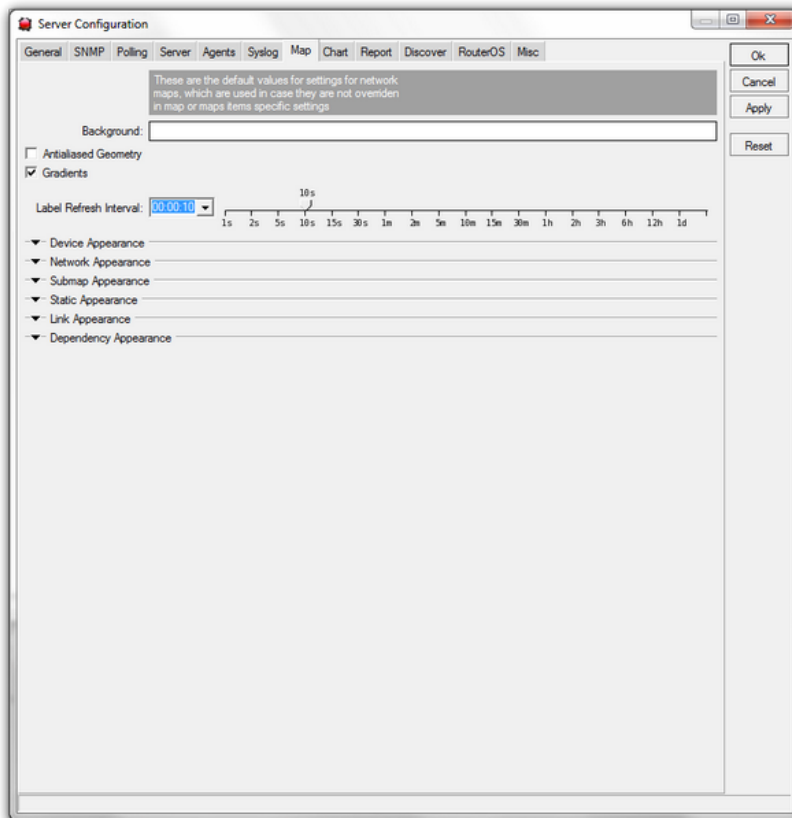 Server Configuration
General SNMP Polling Server Agents Syslog Map Chart Report Discover RouterOS Misc
Ok
Cancel
Apply
Reset
These are the default values for settings for network
maps, which are used in case they are not overriden
in map or maps items specific settings
Background:
Antialiased Geometry
Gradients
10s
Label Refresh Interval: 00:00:10
1s 2s 5s 10s 15s 30s 1m 2m 5m 10m 15m 30m 1h 2h 3h 6h 12h 1d
Device Appearance
Network Appearance
Submap Appearance
Static Appearance
Link Appearance
Dependency Appearance